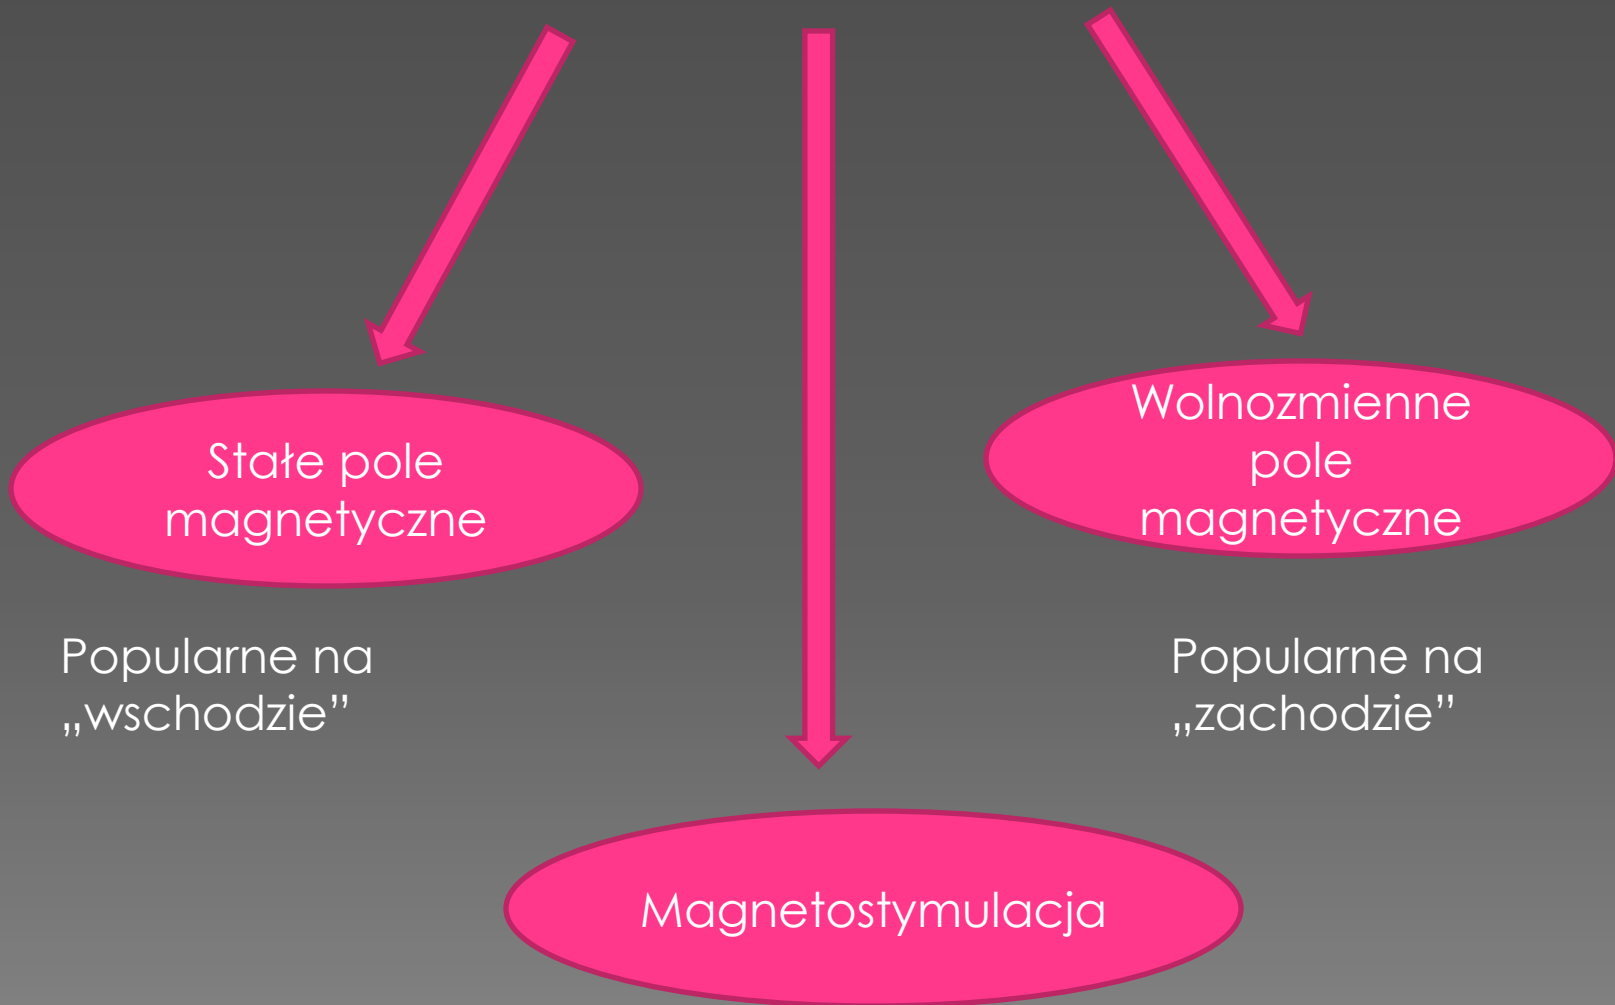 Stałe pole
magnetyczne
Popularne na
„wschodzie”
Wolnozmienne
pole
magnetyczne
Popularne na
„zachodzie”
Magnetostymulacja